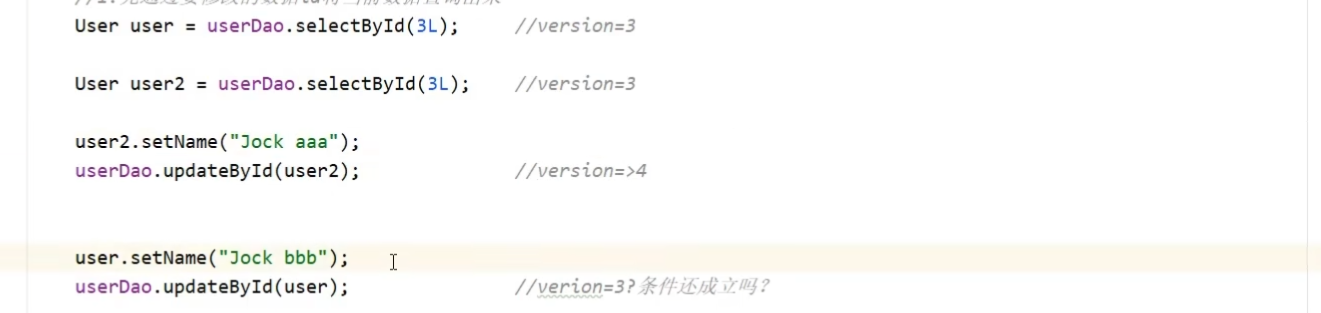 User user = userDao.selectById(3L);     //version=3
User user2 = userDao.selectById(3L);    //version=3
user2.setName("Jock aaa");
userDao.updateById(user2);              //version=>4
user.setName("Jock bbb");
userDao.updateById(user);               //verion=3?条件还成立吗?